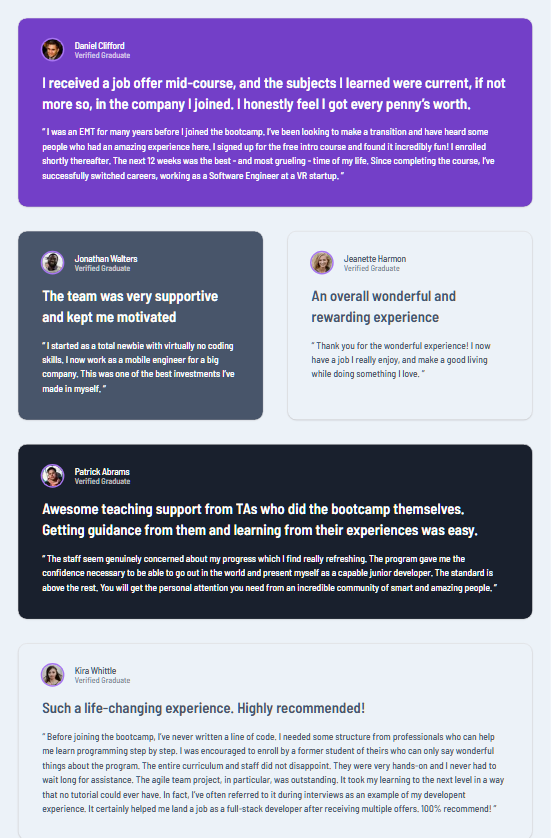 Daniel Clifford
Verified Graduate
I received a job offer mid-course, and the subjects I learned were current, if not
more so, in the company I joined. I honestly feel I got every penny’s worth.
“ I was an EMT for many years before I joined the bootcamp. I’ve been looking to make a transition and have heard some
people who had an amazing experience here. I signed up for the free intro course and found it incredibly fun! I enrolled
shortly thereafter. The next 12 weeks was the best - and most grueling - time of my life. Since completing the course, I’ve
successfully switched careers, working as a Software Engineer at a VR startup. ”
Jonathan Walters
Verified Graduate
The team was very supportive
and kept me motivated
“ I started as a total newbie with virtually no coding
skills. I now work as a mobile engineer for a big
company. This was one of the best investments I’ve
made in myself. ”
Jeanette Harmon
Verified Graduate
An overall wonderful and
rewarding experience
“ Thank you for the wonderful experience! I now
have a job I really enjoy, and make a good living
while doing something I love. ”
Patrick Abrams
Verified Graduate
Awesome teaching support from TAs who did the bootcamp themselves.
Getting guidance from them and learning from their experiences was easy.
“ The staff seem genuinely concerned about my progress which I find really refreshing. The program gave me the
confidence necessary to be able to go out in the world and present myself as a capable junior developer. The standard is
above the rest. You will get the personal attention you need from an incredible community of smart and amazing people. ”
Kira Whittle
Verified Graduate
Such a life-changing experience. Highly recommended!
“ Before joining the bootcamp, I’ve never written a line of code. I needed some structure from professionals who can help
me learn programming step by step. I was encouraged to enroll by a former student of theirs who can only say wonderful
things about the program. The entire curriculum and staff did not disappoint. They were very hands-on and I never had to
wait long for assistance. The agile team project, in particular, was outstanding. It took my learning to the next level in a way
that no tutorial could ever have. In fact, I’ve often referred to it during interviews as an example of my developent
experience. It certainly helped me land a job as a full-stack developer after receiving multiple offers. 100% recommend! ”